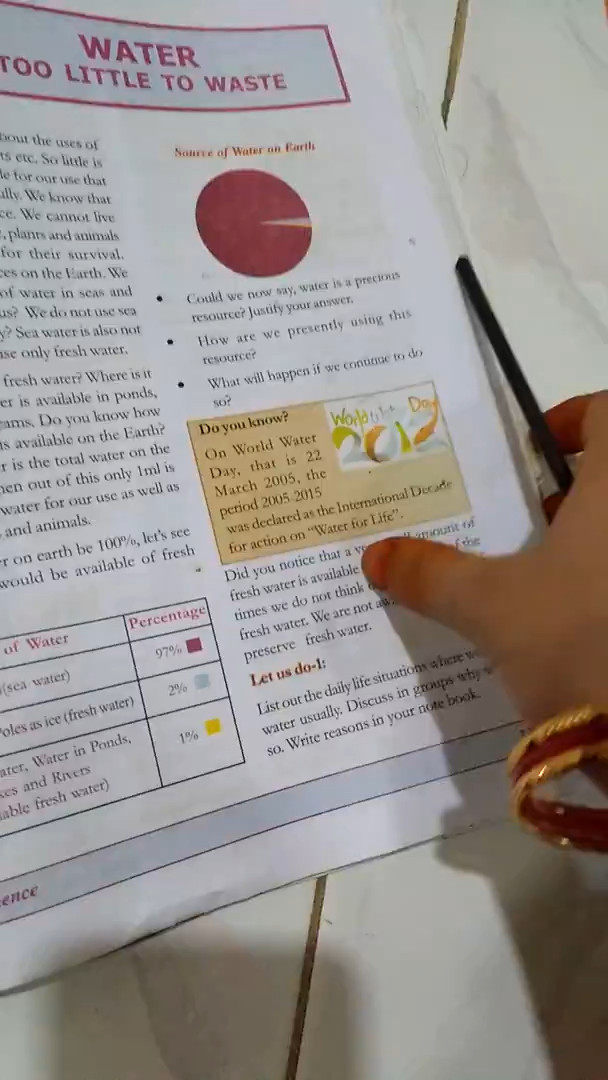 WATER
TOO LITTLE TO WASTE
bout the uses of
ts etc. So little is
le for our use that
ully. We know that
ce. We cannot live
, plants and animals
for their survival.
ces on the Earth. We
of water in seas and
us? We do not use sea
y? Sea water is also not
use only fresh water.
fresh water? Where is it
er is available in ponds,
eams. Do you know how
is available on the Earth?
r is the total water on the
hen out of this only 1ml is
water for our use as well as
and animals.
r on earth be 100%, let's see
would be available of fresh
of Water Percentage
(sea water) 97%
Poles as ice (fresh water) 2%
ater, Water in Ponds, 1%
kes and Rivers
lable fresh water)
Source of Water on Earth
• Could we now say, water is a precious
resource? Justify your answer.
• How are we presently using this
resource?
• What will happen if we continue to do
so?
Do you know?
On World Water
Day, that is 22
March 2005, the
period 2005-2015
was declared as the International Decade
for action on "Water for Life".
World Day
2012
Did you notice that a amount of
fresh water is available of the
times we do not think
fresh water. We are not
preserve fresh water.
Let us do-1:
List out the daily life situations where
water usually. Discuss in groups why
so. Write reasons in your note book.
ence